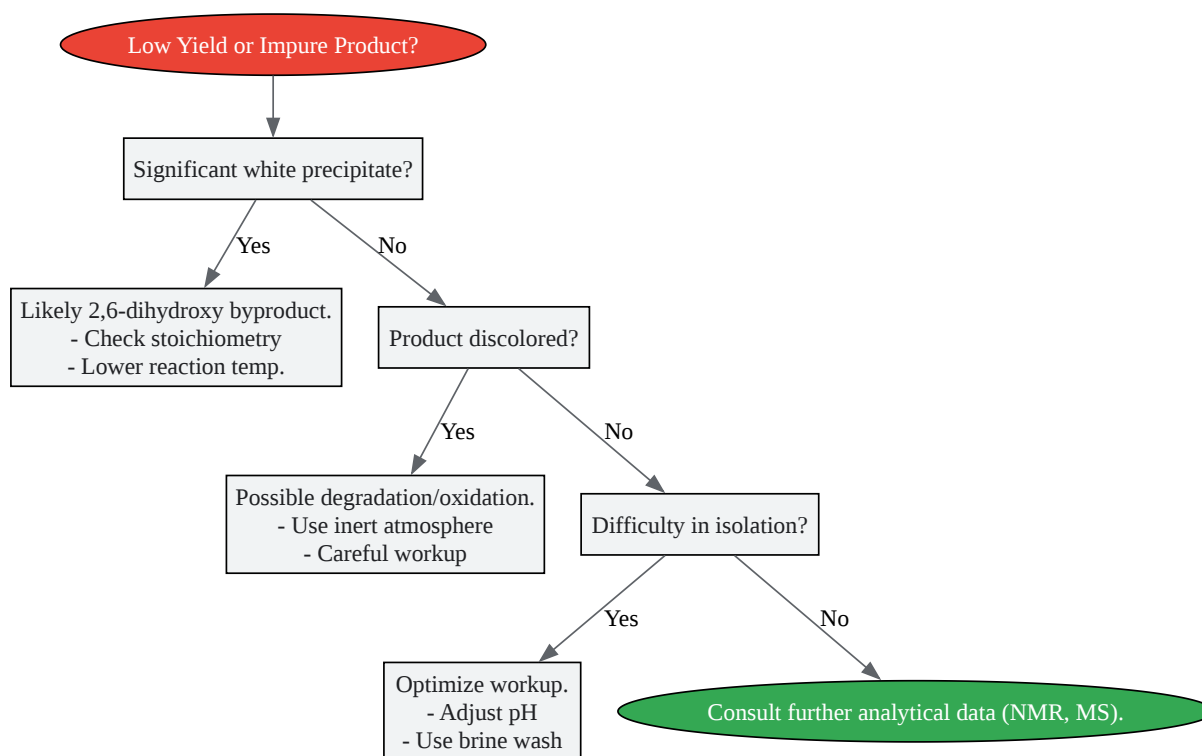 Low Yield or Impure Product?
Significant white precipitate?
Yes
No
Likely 2,6-dihydroxy byproduct.
- Check stoichiometry
- Lower reaction temp.
Product discolored?
Yes
No
Possible degradation/oxidation.
- Use inert atmosphere
- Careful workup
Difficulty in isolation?
Yes
No
Optimize workup.
- Adjust pH
- Use brine wash
Consult further analytical data (NMR, MS).